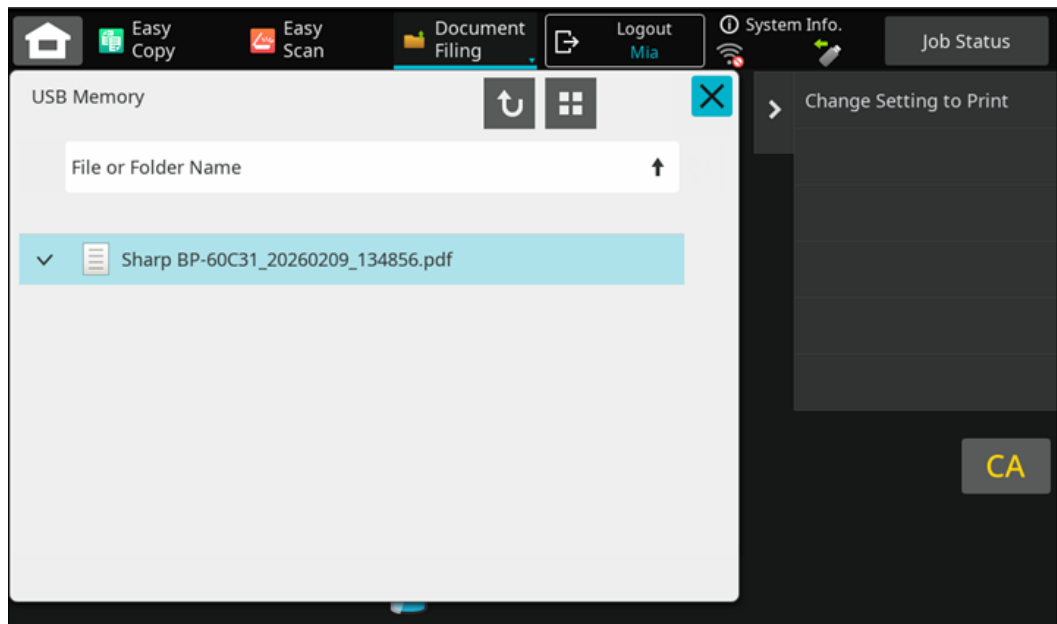 Easy
Copy
Easy
Scan
Document
Filing
Logout
Mia
System Info.
Job Status
USB Memory
Change Setting to Print
File or Folder Name
Sharp BP-60C31_20260209_134856.pdf
CA